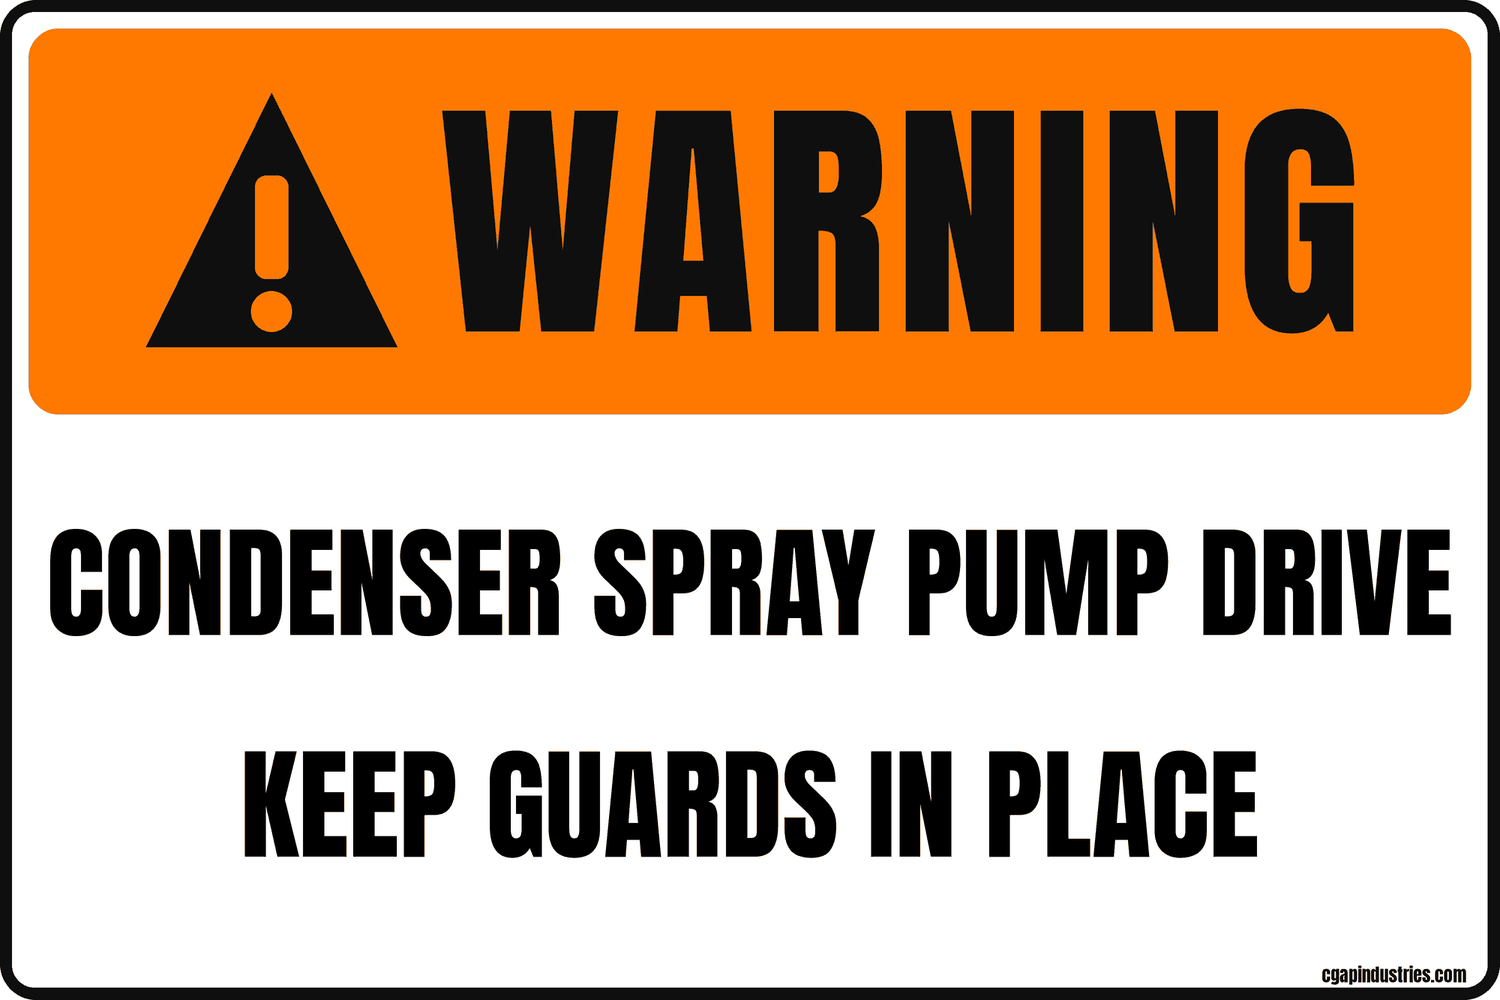 WARNING
CONDENSER SPRAY PUMP DRIVE
KEEP GUARDS IN PLACE
cgapindustries.com